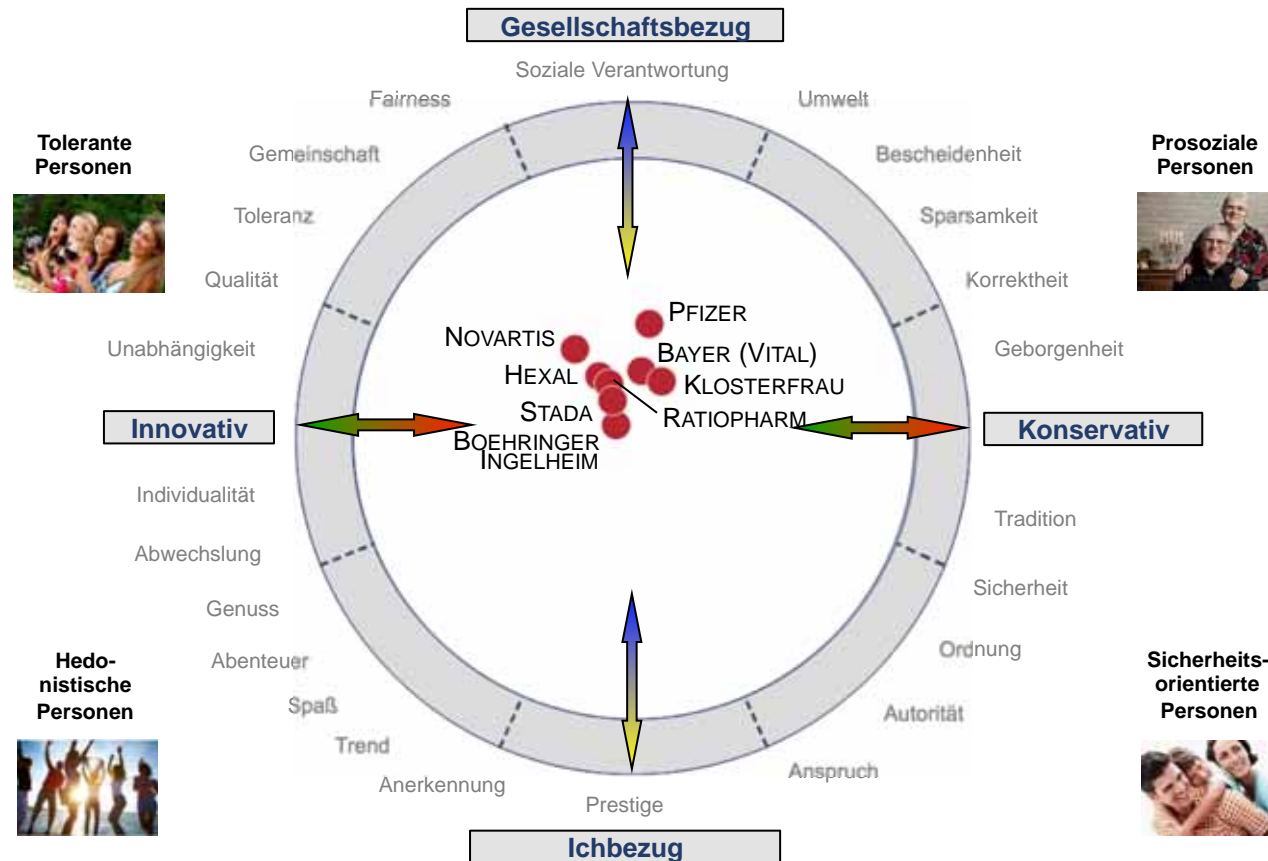 Gesellschaftsbezug
Soziale Verantwortung
Fairness
Umwelt
Tolerante
Personen
Gemeinschaft
Bescheidenheit
Prosoziale
Personen
Toleranz
Sparsamkeit
Qualität
Korrektheit
PFIZER
NOVARTIS
Unabhängigkeit
BAYER (VITAL)
Geborgenheit
HEXAL
KLOSTERFRAU
STADA
RATIOPHARM
Innovativ
BOEHRINGER
INGELHEIM
Konservativ
Individualität
Tradition
Abwechslung
Sicherheit
Genuss
Ordnung
Hedo-
nistische
Personen
Abenteuer
Sicherheits-
orientierte
Personen
Spaß
Autorität
Trend
Anspruch
Anerkennung
Prestige
Ichbezug